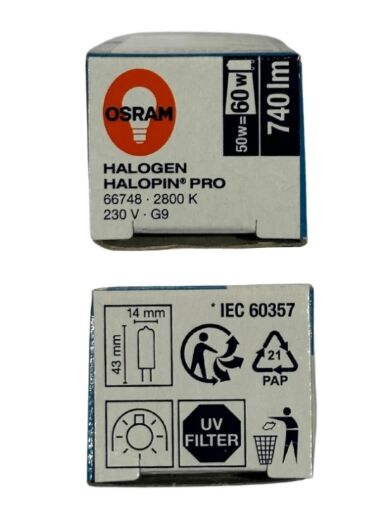 OSRAM
50w=60w
740 lm
HALOGEN
HALOPIN® PRO
66748 · 2800 K
230 V · G9
14 mm
43 mm
* IEC 60357
21
PAP
UV
FILTER